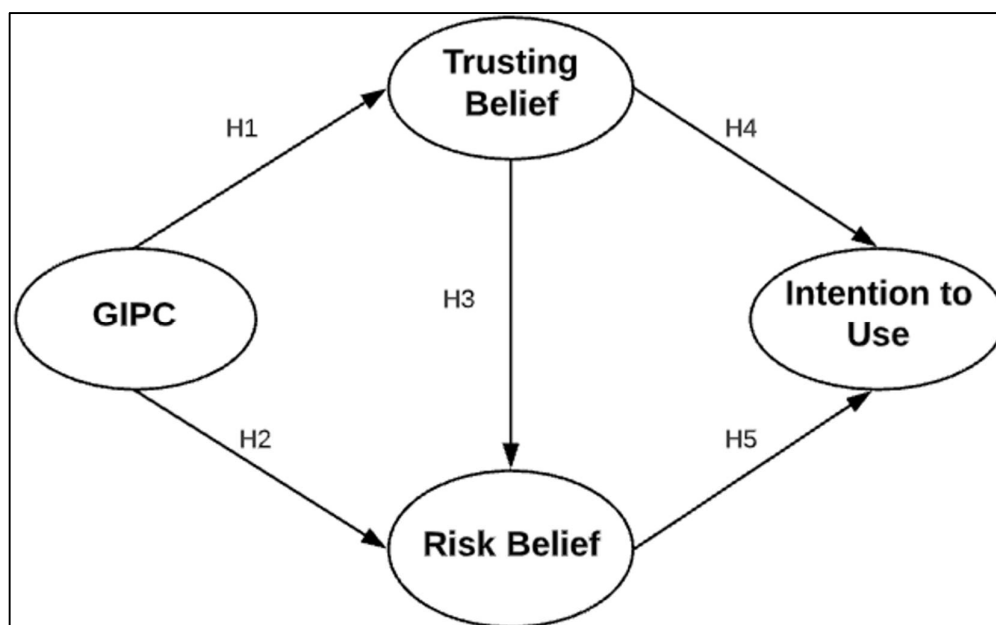 Trusting
Belief
H1
H4
GIPC
H3
Intention to
Use
H2
H5
Risk Belief